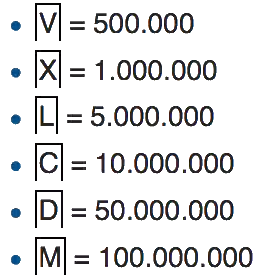 • |V̅| = 500.000
• |X̅| = 1.000.000
• |L̅| = 5.000.000
• |C̅| = 10.000.000
• |D̅| = 50.000.000
• |M̅| = 100.000.000